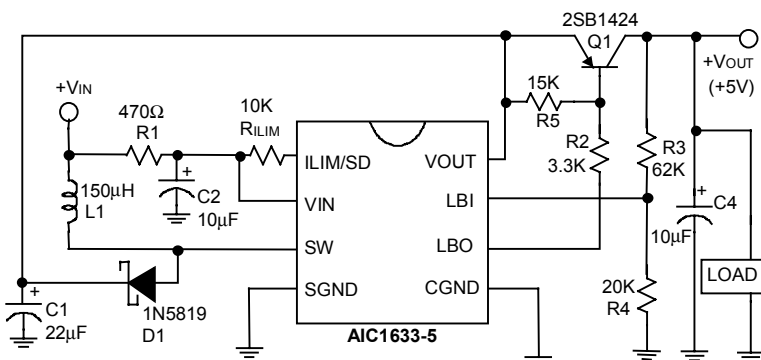 2SB1424
Q1
+VIN
+VOUT
(+5V)
470Ω
R1
10K
RILIM
15K
R5
R2
3.3K
R3
62K
ILIM/SD
VOUT
150μH
L1
C2
10μF
VIN
LBI
C4
10μF
SW
LBO
LOAD
SGND
CGND
20K
R4
1N5819
D1
C1
22μF
AIC1633-5
+
+
+